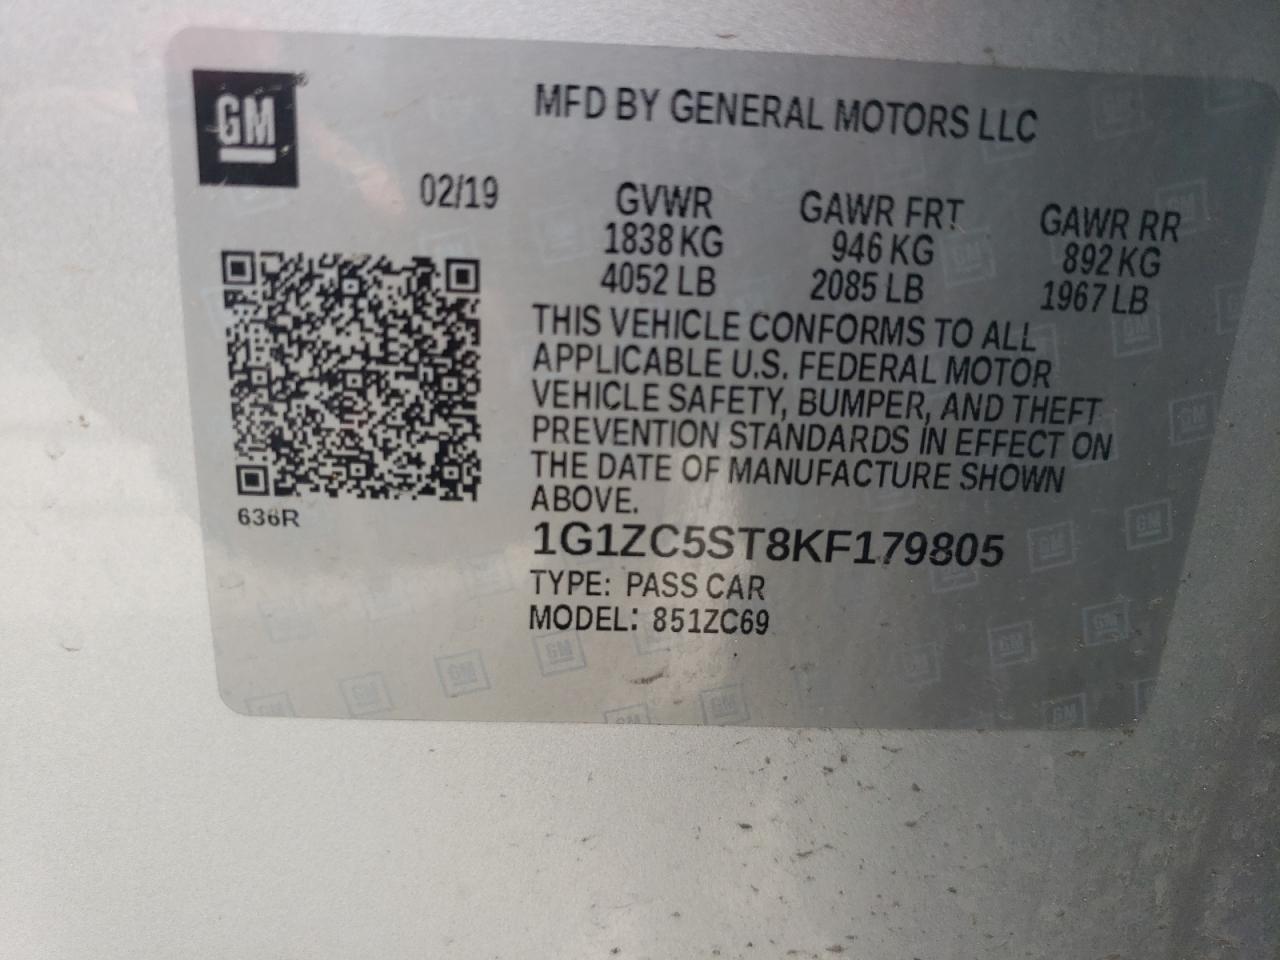 GM
MFD BY GENERAL MOTORS LLC
02/19 GVWR GAWR FRT GAWR RR
1838 KG 946 KG 892 KG
4052 LB 2085 LB 1967 LB
THIS VEHICLE CONFORMS TO ALL
APPLICABLE U.S. FEDERAL MOTOR
VEHICLE SAFETY, BUMPER, AND THEFT
PREVENTION STANDARDS IN EFFECT ON
THE DATE OF MANUFACTURE SHOWN
ABOVE.
636R
1G1ZC5ST8KF179805
TYPE: PASS CAR
MODEL: 851ZC69